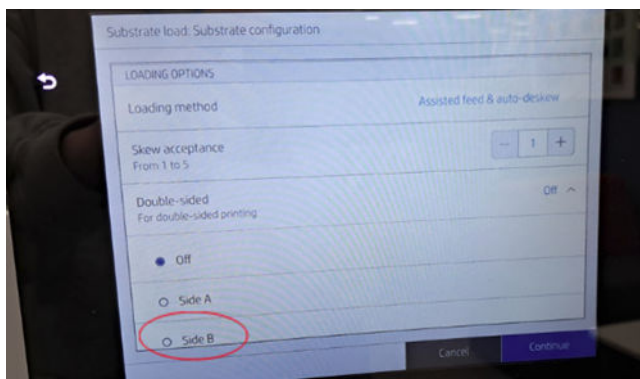 Substrate load: Substrate configuration
LOADING OPTIONS
Loading method
Assisted feed & auto-deskew
Skew acceptance
From 1 to 5
− 1 +
Double-sided
For double-sided printing
Off
Off
Side A
Side B
Cancel
Continue